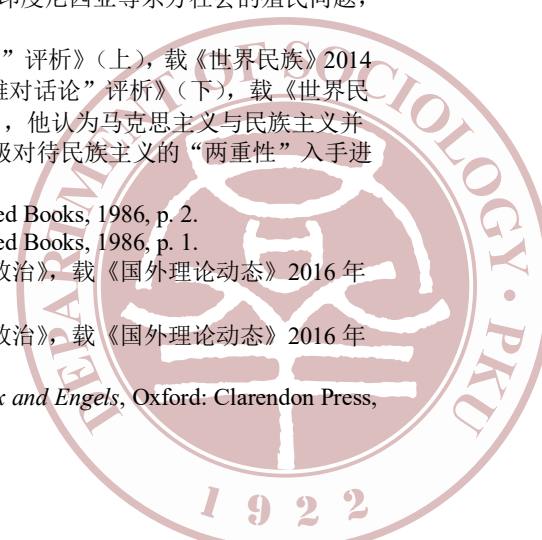 印度尼西亚等东方社会的殖民问题，
”评析》（上），载《世界民族》2014
对话论”评析》（下），载《世界民
，他认为马克思主义与民族主义并
对待民族主义的“两重性”入手进
ed Books, 1986, p. 2.
ed Books, 1986, p. 1.
政治》，载《国外理论动态》2016 年
政治》，载《国外理论动态》2016 年
x and Engels, Oxford: Clarendon Press,
DEPARTMENT OF SOCIOLOGY · PKU
1922